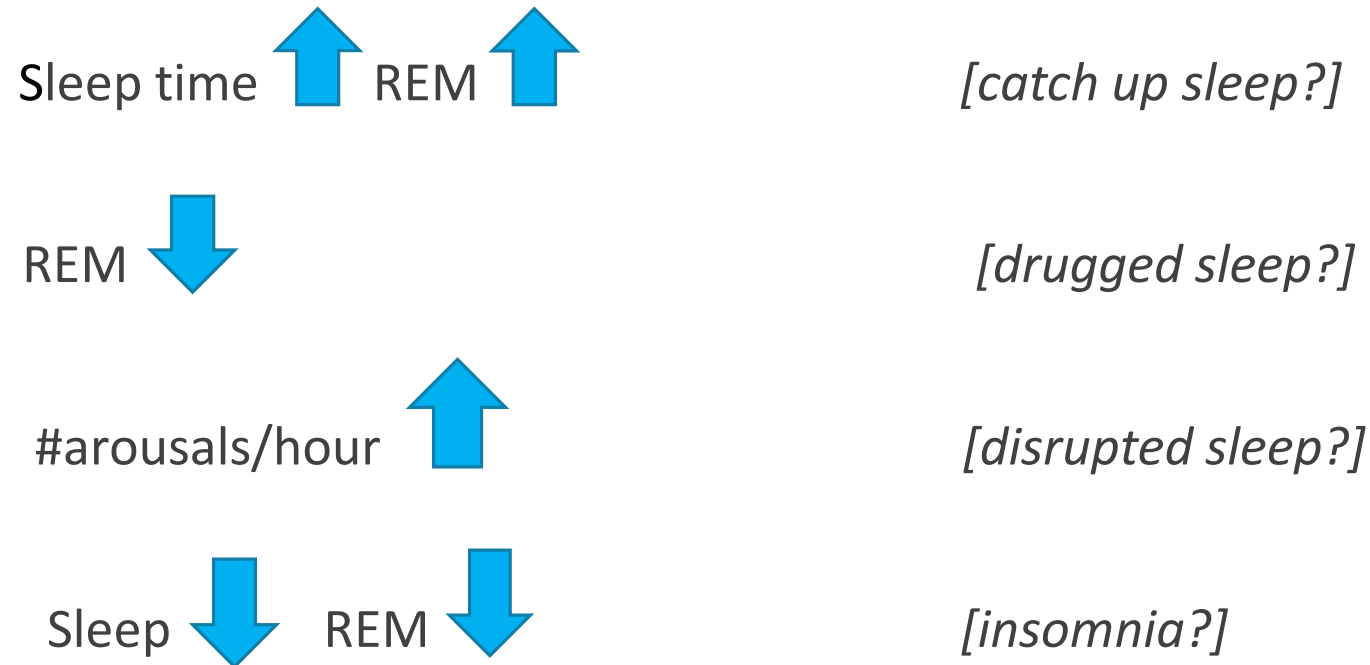 Sleep time REM [catch up sleep?]
REM [drugged sleep?]
#arousals/hour [disrupted sleep?]
Sleep REM [insomnia?]